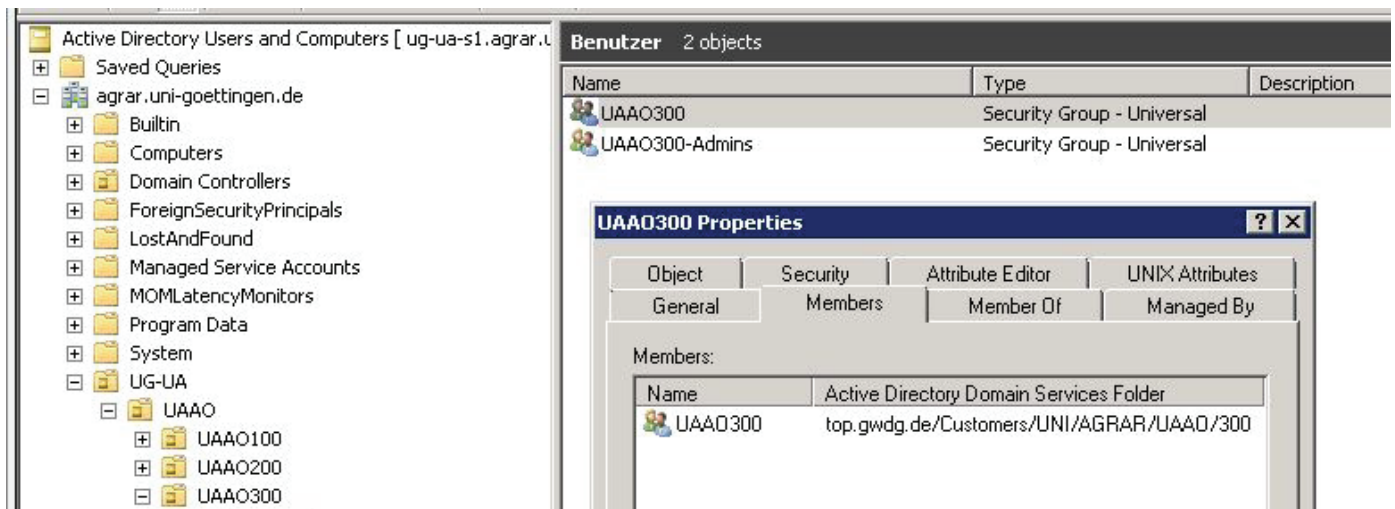 Active Directory Users and Computers [ ug-ua-s1.agrar.u
Saved Queries
agrar.uni-goettingen.de
Builtin
Computers
Domain Controllers
ForeignSecurityPrincipals
LostAndFound
Managed Service Accounts
MOMLatencyMonitors
Program Data
System
UG-UA
UAAO
UAAO100
UAAO200
UAAO300
Benutzer 2 objects
Name Type Description
UAAO300 Security Group - Universal
UAAO300-Admins Security Group - Universal
UAAO300 Properties
Object Security Attribute Editor UNIX Attributes
General Members Member Of Managed By
Members:
Name Active Directory Domain Services Folder
UAAO300 top.gwdg.de/Customers/UNI/AGRAR/UAAO/300